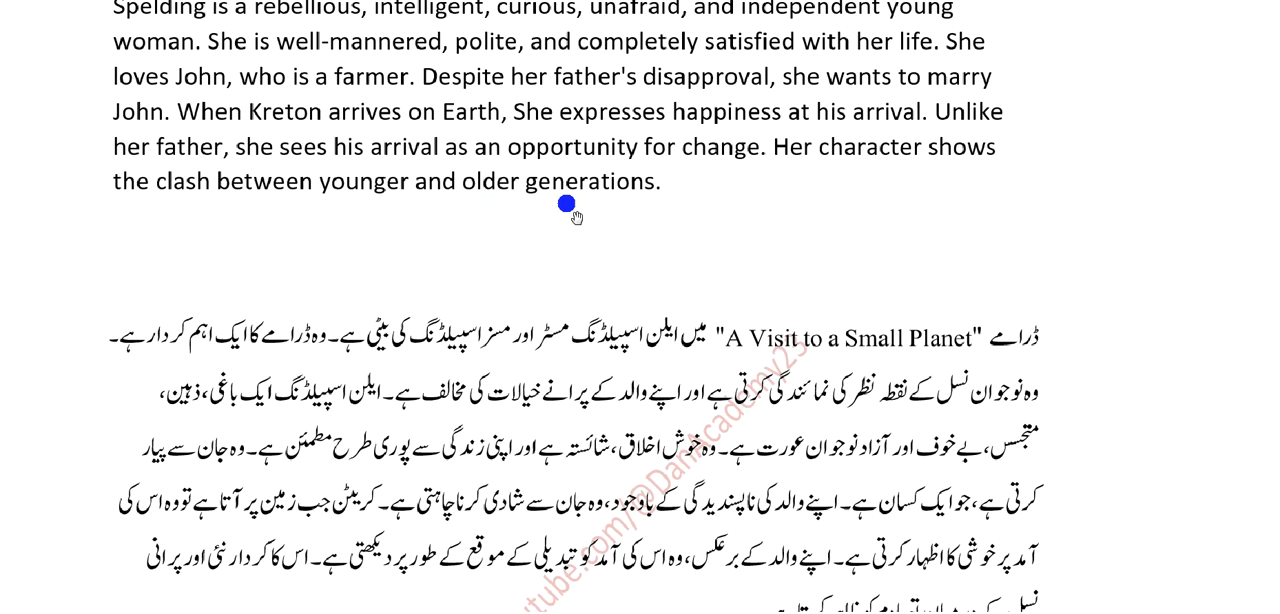 Spelding is a rebellious, intelligent, curious, unafraid, and independent young
woman. She is well-mannered, polite, and completely satisfied with her life. She
loves John, who is a farmer. Despite her father's disapproval, she wants to marry
John. When Kreton arrives on Earth, She expresses happiness at his arrival. Unlike
her father, she sees his arrival as an opportunity for change. Her character shows
the clash between younger and older generations.
ڈرامے "A Visit to a Small Planet" میں ایلن اسپیلڈنگ مسٹر اور مسز اسپیلڈنگ کی بیٹی ہے۔ وہ ڈرامے کا ایک اہم کردار ہے۔
وہ نوجوان نسل کے نقطہ نظر کی نمائندگی کرتی ہے اور اپنے والد کے پرانے خیالات کی مخالف ہے۔ ایلن اسپیلڈنگ ایک باغی، ذہین،
متجسس، بے خوف اور آزاد نوجوان عورت ہے۔ وہ خوش اخلاق، شائستہ ہے اور اپنی زندگی سے پوری طرح مطمئن ہے۔ وہ جان سے پیار
کرتی ہے، جو ایک کسان ہے۔ اپنے والد کی ناپسندیدگی کے باوجود، وہ جان سے شادی کرنا چاہتی ہے۔ کریٹن جب زمین پر آتا ہے تو وہ اس کی
آمد پر خوشی کا اظہار کرتی ہے۔ اپنے والد کے برعکس، وہ اس کی آمد کو تبدیلی کے موقع کے طور پر دیکھتی ہے۔ اس کا کردار نئی اور پرانی
tube.com/@DanAcademy23